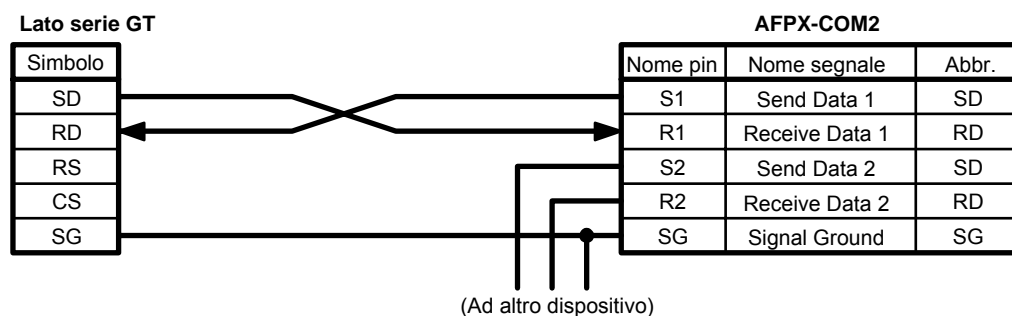 Lato serie GT
AFPX-COM2
Simbolo
SD
RD
RS
CS
SG
Nome pin Nome segnale Abbr.
S1 Send Data 1 SD
R1 Receive Data 1 RD
S2 Send Data 2 SD
R2 Receive Data 2 RD
SG Signal Ground SG
(Ad altro dispositivo)